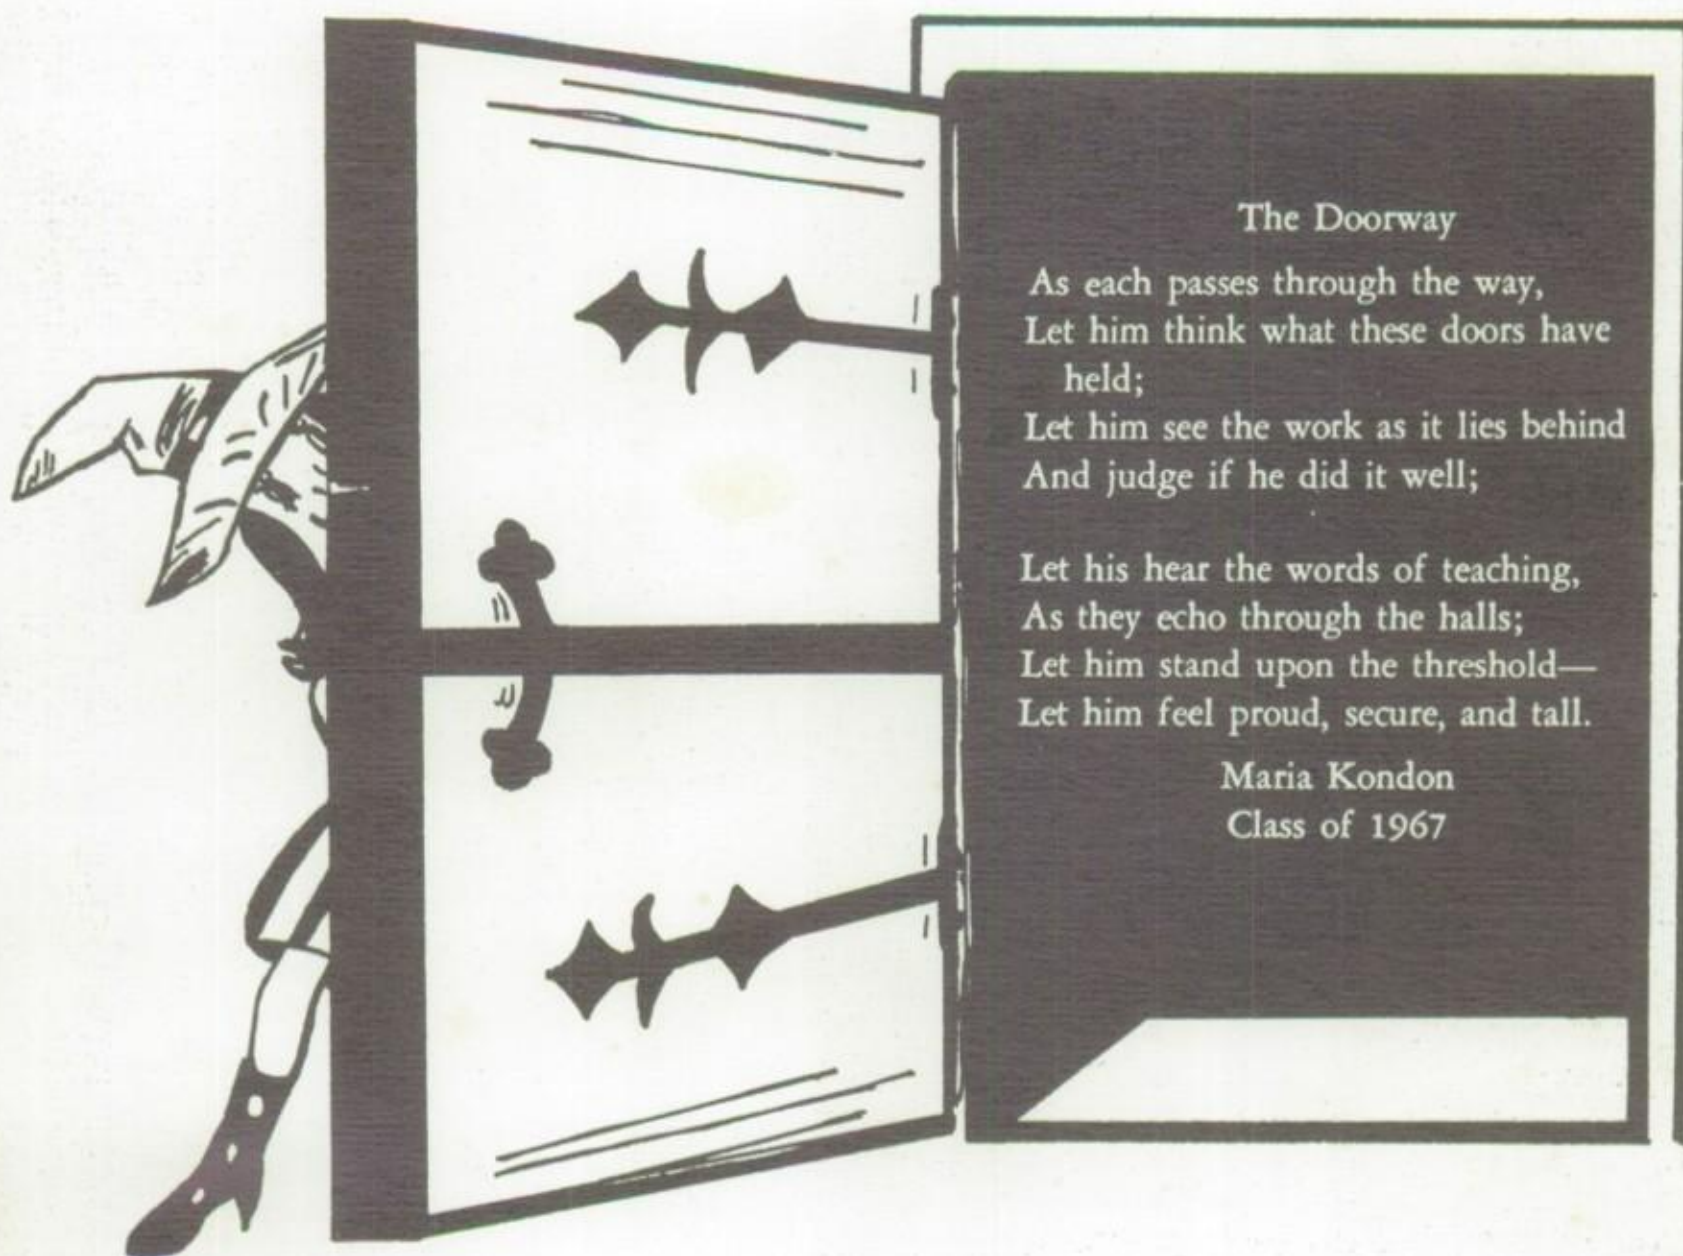 The Doorway
As each passes through the way,
Let him think what these doors have
held;
Let him see the work as it lies behind
And judge if he did it well;
Let his hear the words of teaching,
As they echo through the halls;
Let him stand upon the threshold—
Let him feel proud, secure, and tall.
Maria Kondon
Class of 1967